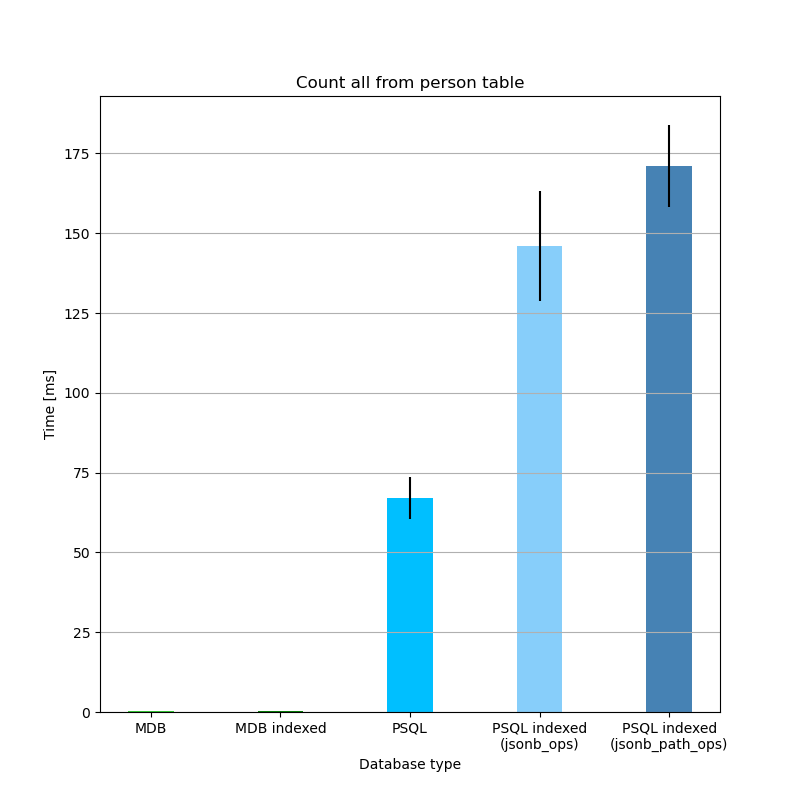 Count all from person table
Time [ms]
175
150
125
100
75
50
25
0
MDB
MDB indexed
PSQL
PSQL indexed
(jsonb_ops)
PSQL indexed
(jsonb_path_ops)
Database type